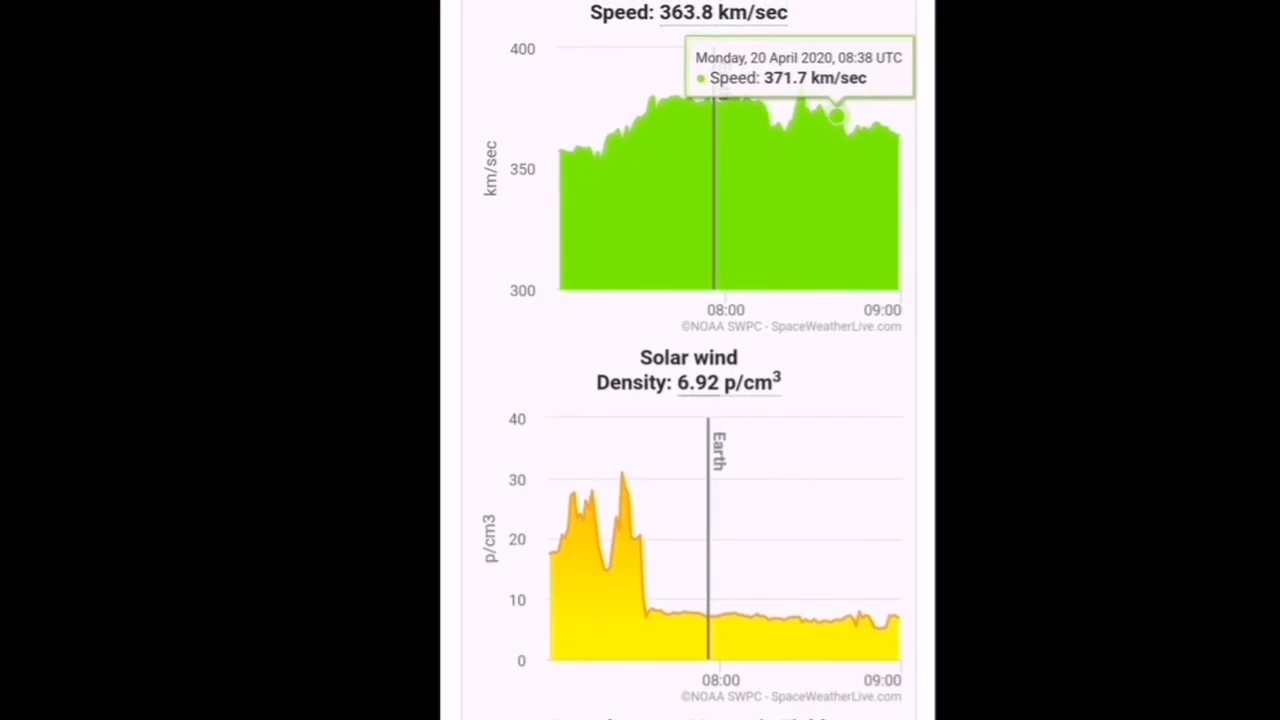 Speed: 363.8 km/sec
400
Monday, 20 April 2020, 08:38 UTC
Speed: 371.7 km/sec
350
km/sec
300
08:00
09:00
©NOAA SWPC - SpaceWeatherLive.com
Solar wind
Density: 6.92 p/cm³
40
Earth
30
20
p/cm3
10
0
08:00
09:00
©NOAA SWPC - SpaceWeatherLive.com